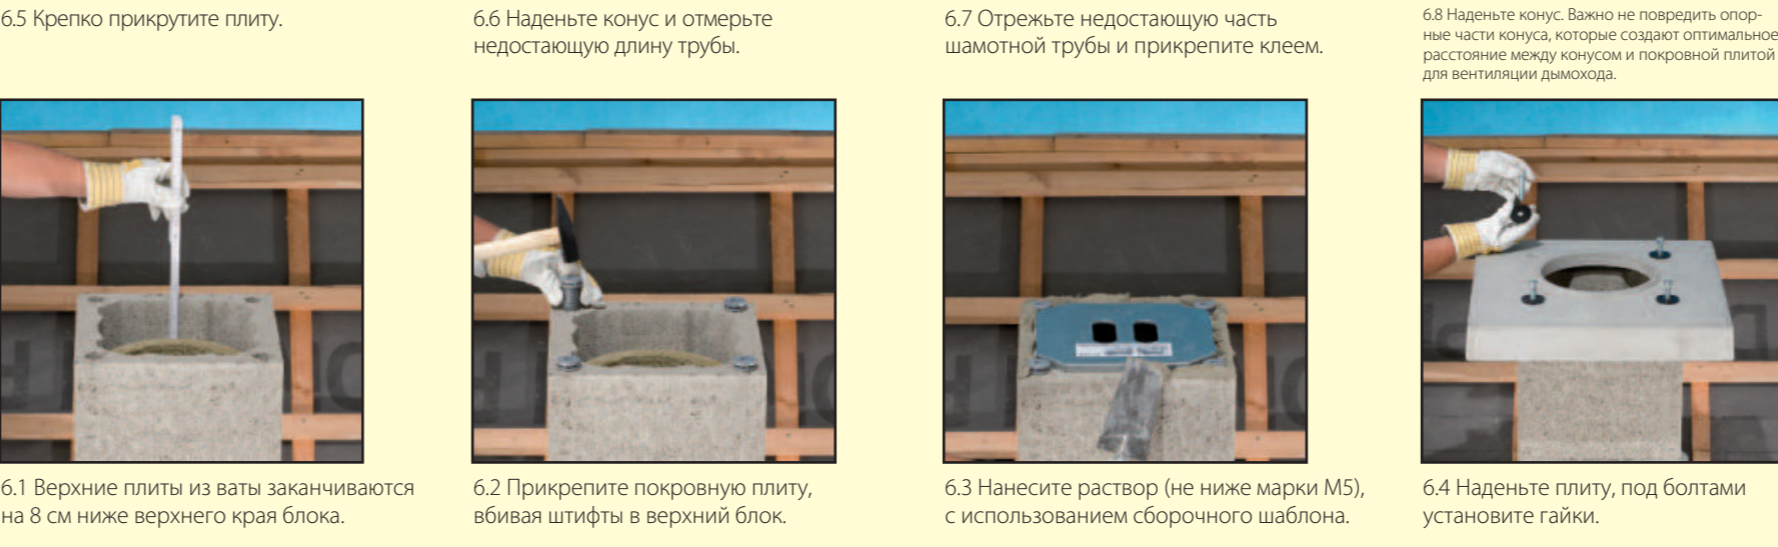 6.5 Крепко прикрутите плиту.
6.6 Наденьте конус и отмерьте
недостающую длину трубы.
6.7 Отрежьте недостающую часть
шамотной трубы и прикрепите клеем.
6.8 Наденьте конус. Важно не повредить опор-
ные части конуса, которые создают оптимальное
расстояние между конусом и покровной плитой
для вентиляции дымохода.
6.1 Верхние плиты из ваты заканчиваются
на 8 см ниже верхнего края блока.
6.2 Прикрепите покровную плиту,
вбивая штифты в верхний блок.
6.3 Нанесите раствор (не ниже марки М5),
с использованием сборочного шаблона.
6.4 Наденьте плиту, под болтами
установите гайки.